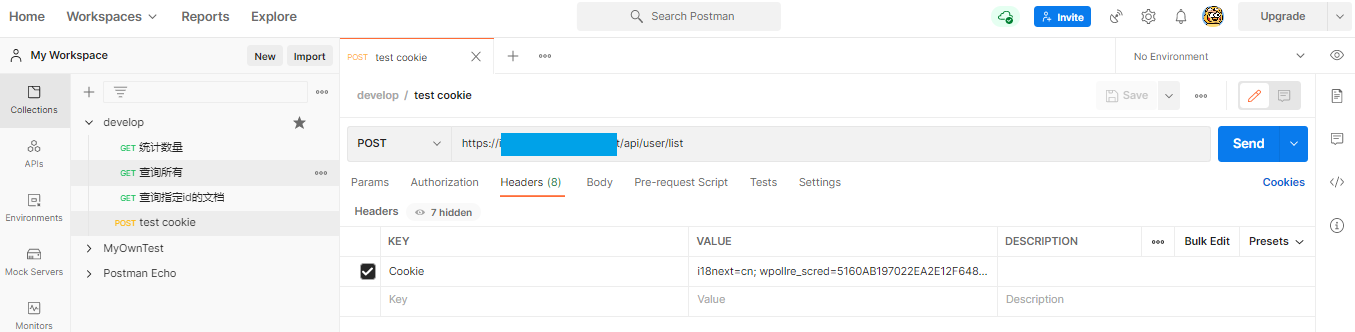 Home Workspaces Reports Explore Search Postman Invite Upgrade
My Workspace New Import POST test cookie No Environment
Collections
APIs
Environments
Mock Servers
Monitors
develop
GET 统计数量
GET 查询所有
GET 查询指定id的文档
POST test cookie
MyOwnTest
Postman Echo
develop / test cookie Save
POST https://i t/api/user/list Send
Params Authorization Headers (8) Body Pre-request Script Tests Settings Cookies
Headers 7 hidden
KEY VALUE DESCRIPTION Bulk Edit Presets
Cookie i18next=cn; wpollre_scred=5160AB197022EA2E12F648...
Key Value Description